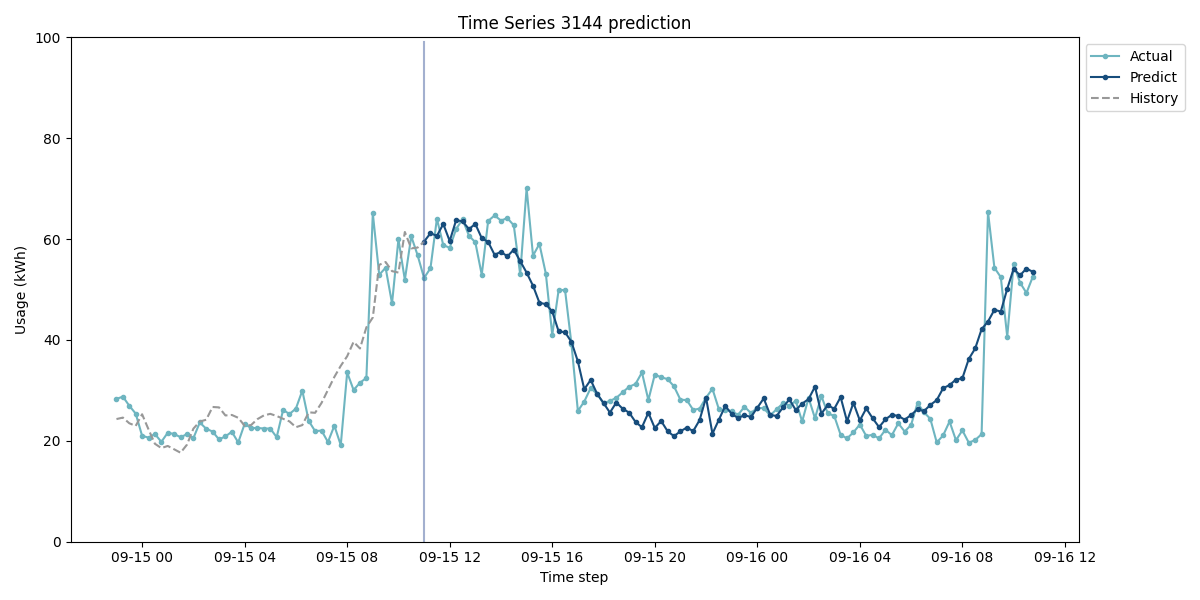 Time Series 3144 prediction
100
80
60
40
20
0
Usage (kWh)
09-15 00
09-15 04
09-15 08
09-15 12
09-15 16
09-15 20
09-16 00
09-16 04
09-16 08
09-16 12
Time step
Actual
Predict
History